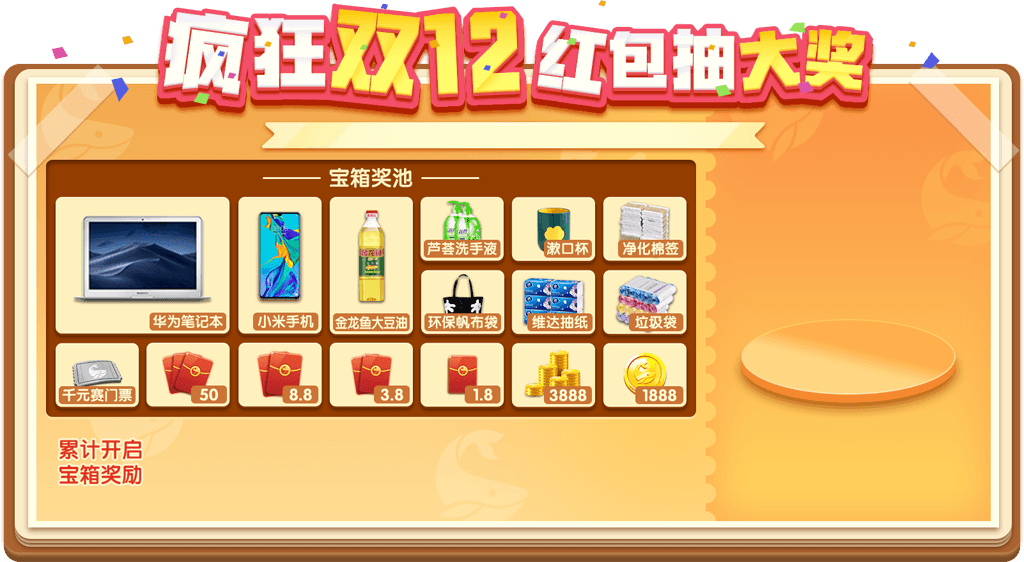 疯狂双12红包抽大奖
宝箱奖池
华为笔记本
小米手机
金龙鱼大豆油
芦荟洗手液
漱口杯
净化棉签
环保帆布袋
维达抽纸
垃圾袋
千元赛门票
50
8.8
3.8
1.8
3888
1888
累计开启
宝箱奖励